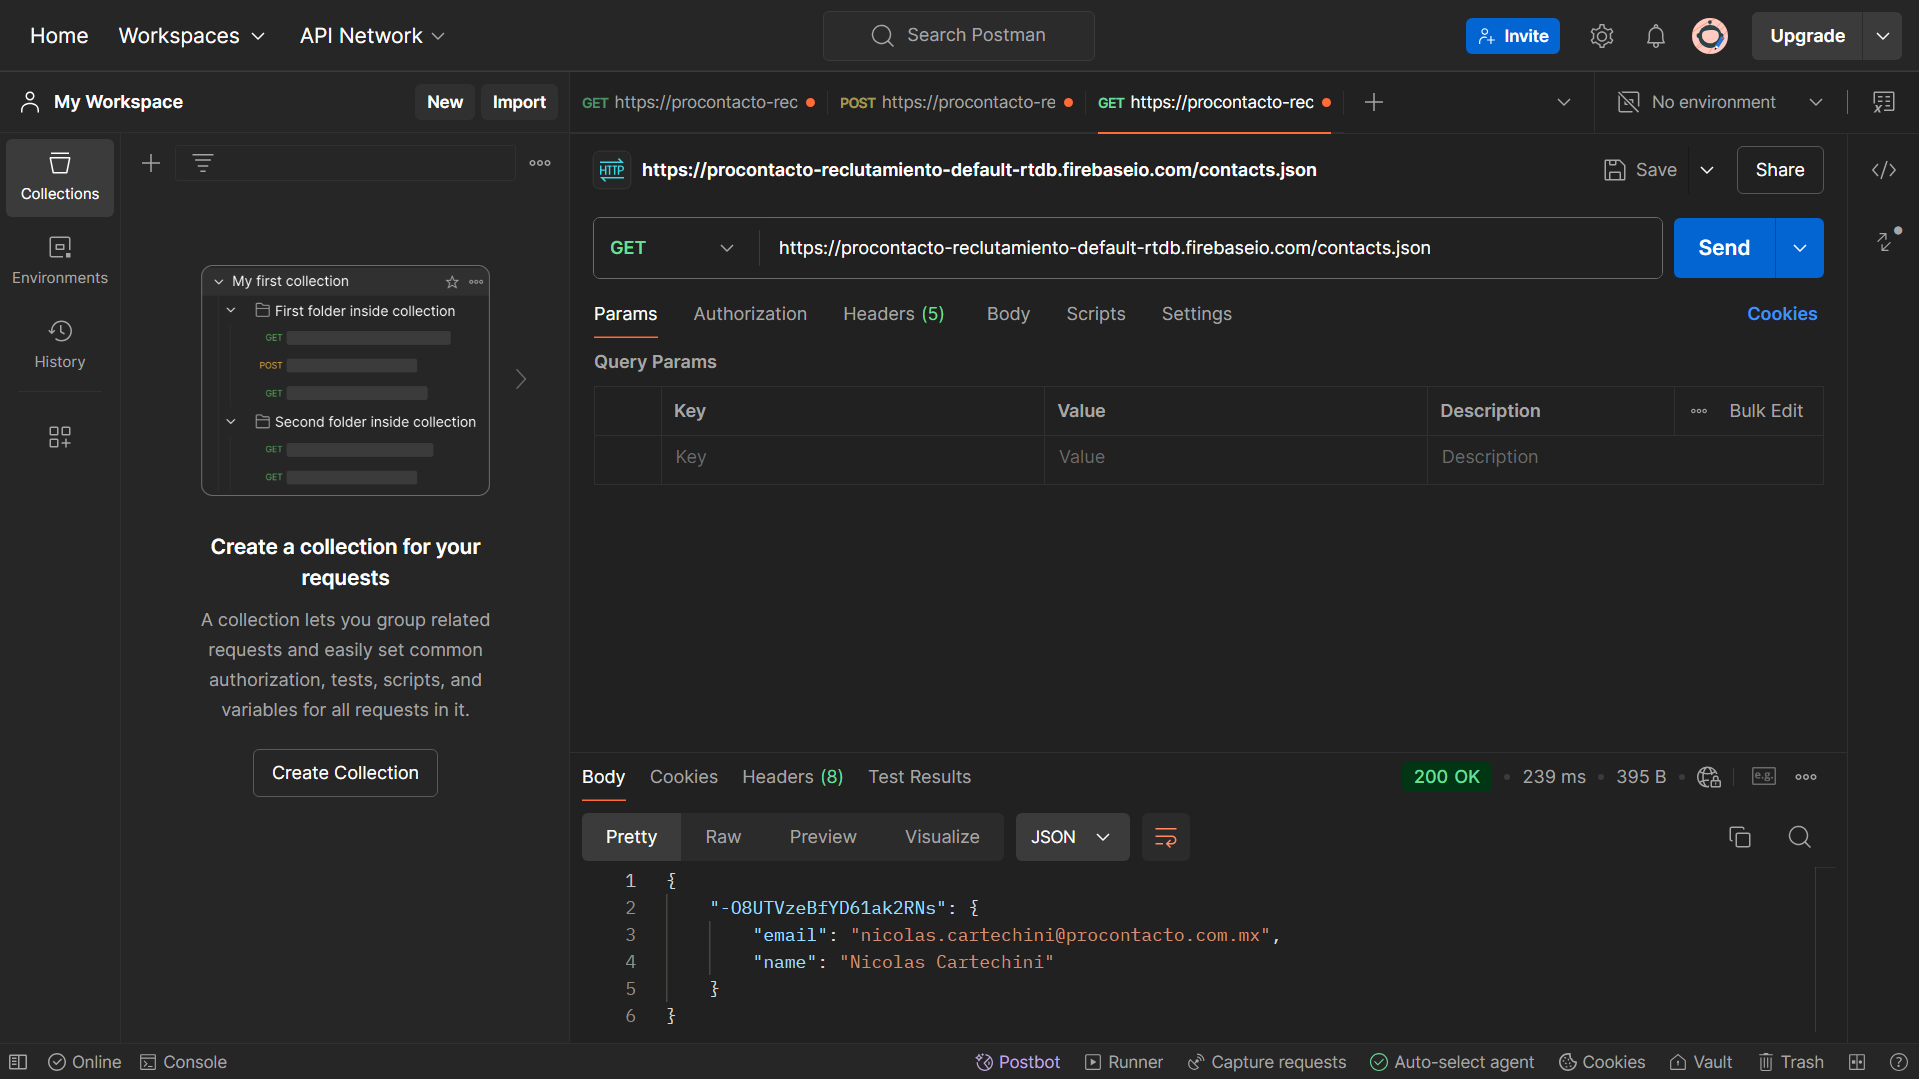 Home
Workspaces
API Network
Search Postman
Invite
Upgrade
My Workspace
New
Import
GET https://procontacto-rec
POST https://procontacto-re
GET https://procontacto-rec
No environment
Collections
Environments
History
My first collection
First folder inside collection
GET
POST
GET
Second folder inside collection
GET
GET
Create a collection for your
requests
A collection lets you group related
requests and easily set common
authorization, tests, scripts, and
variables for all requests in it.
Create Collection
HTTP
https://procontacto-reclutamiento-default-rtdb.firebaseio.com/contacts.json
Save
Share
GET
https://procontacto-reclutamiento-default-rtdb.firebaseio.com/contacts.json
Send
Params
Authorization
Headers (5)
Body
Scripts
Settings
Cookies
Query Params
Key
Value
Description
Bulk Edit
Key
Value
Description
Body
Cookies
Headers (8)
Test Results
200 OK
239 ms
395 B
e.g.
Pretty
Raw
Preview
Visualize
JSON
1 {
2 "-O8UTVzeBfYD61ak2RNs": {
3 "email": "nicolas.cartechini@procontacto.com.mx",
4 "name": "Nicolas Cartechini"
5 }
6 }
Online
Console
Postbot
Runner
Capture requests
Auto-select agent
Cookies
Vault
Trash